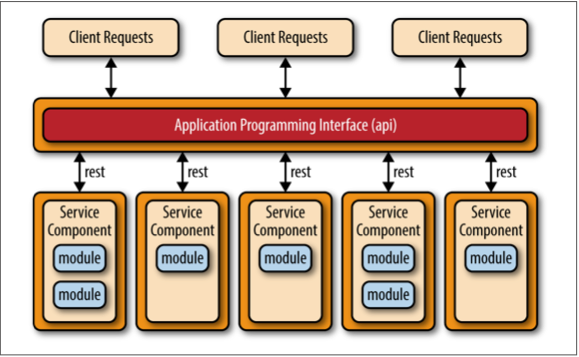 Client Requests
Client Requests
Client Requests
Application Programming Interface (api)
rest
rest
rest
rest
rest
Service
Component
module
module
Service
Component
module
Service
Component
module
Service
Component
module
module
Service
Component
module